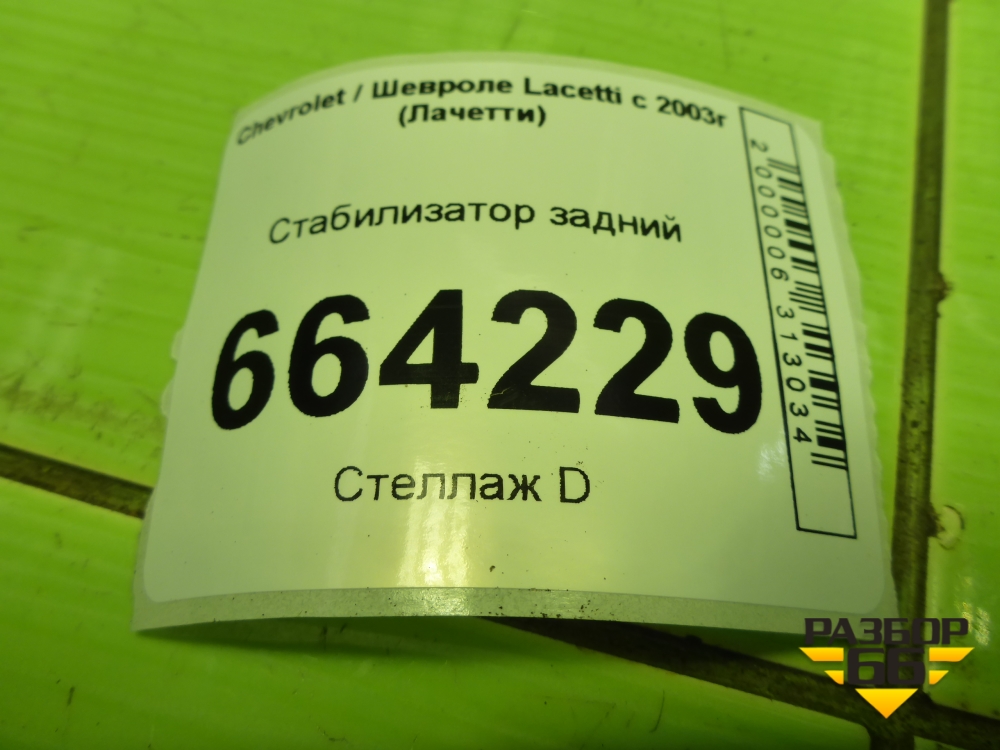 Chevrolet / Шевроле Lacetti с 2003г
(Лачетти)
Стабилизатор задний
664229
Стеллаж D
2000006313034
РАЗБОР
66